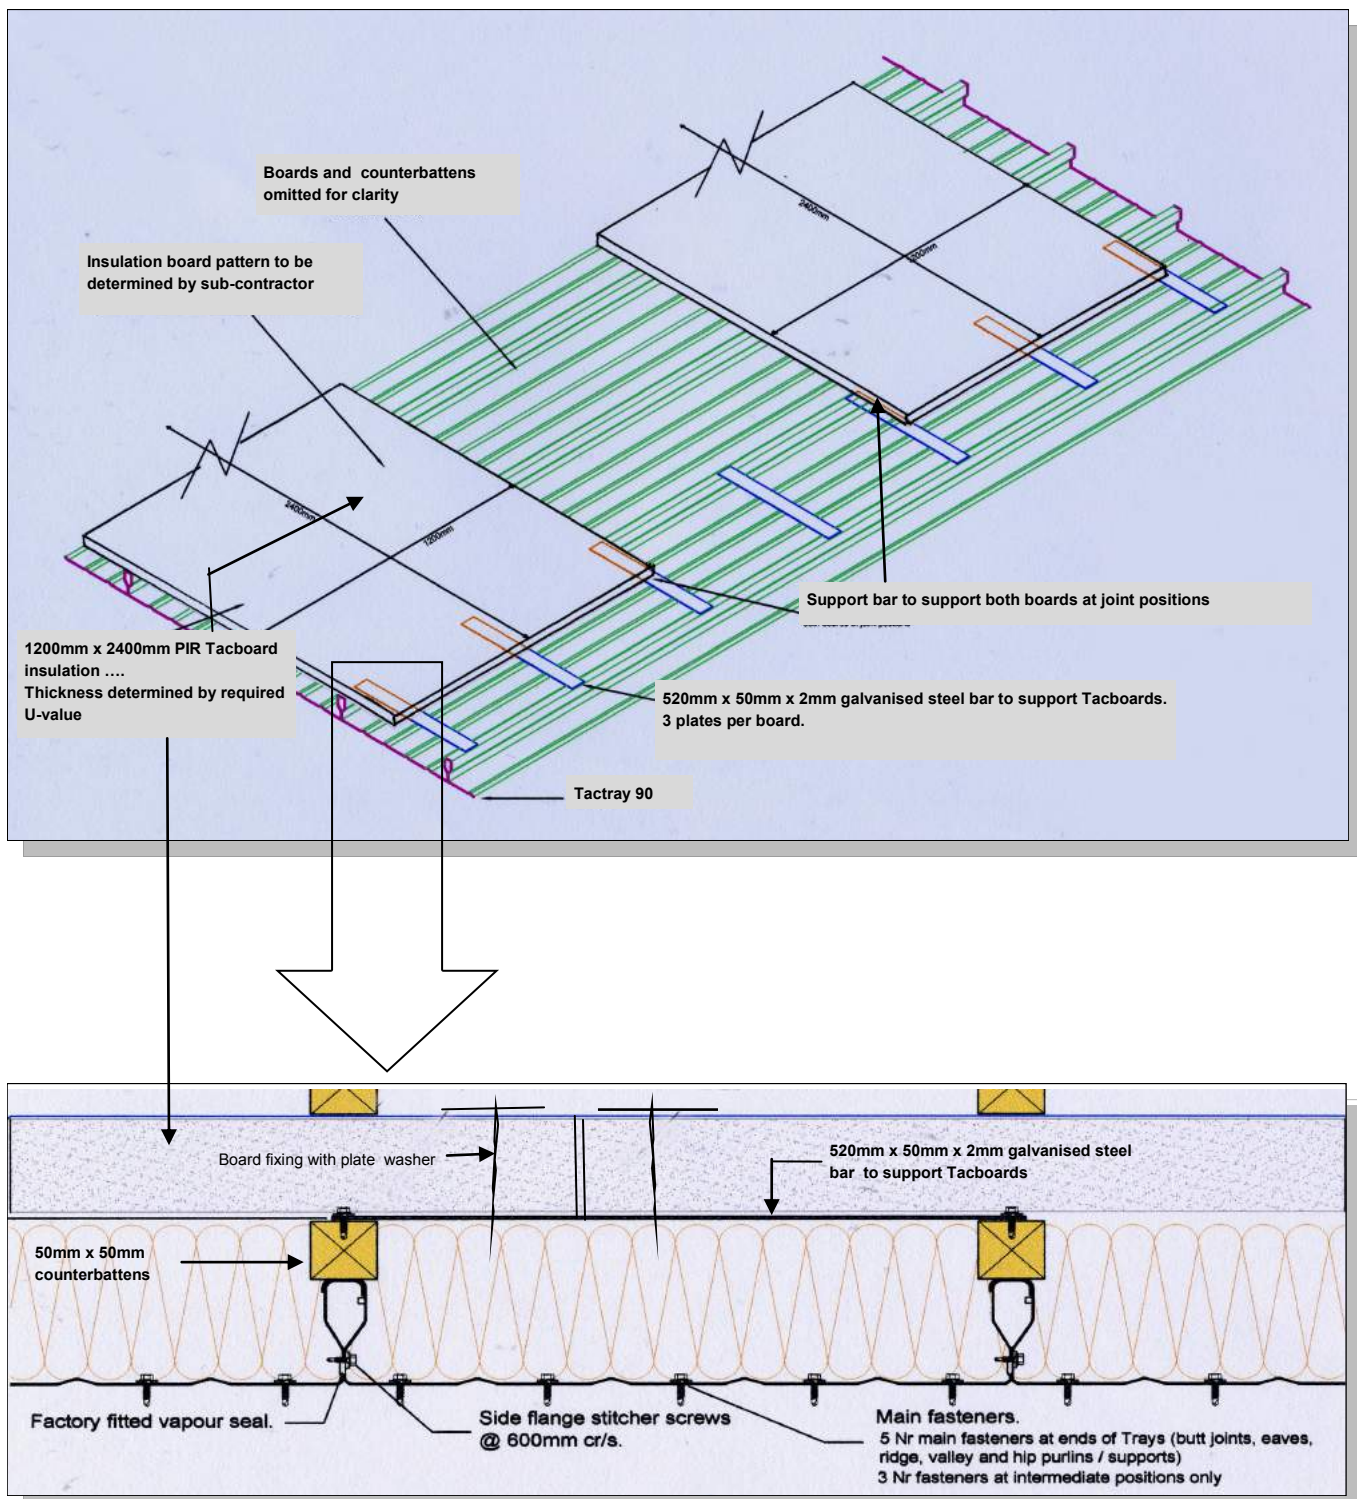 Boards and counterbattens
omitted for clarity
Insulation board pattern to be
determined by sub-contractor
2400mm
1200mm
2400mm
1200mm
Support bar to support both boards at joint positions
1200mm x 2400mm PIR Tacboard
insulation ....
Thickness determined by required
U-value
520mm x 50mm x 2mm galvanised steel bar to support Tacboards.
3 plates per board.
Tactray 90
Board fixing with plate washer
520mm x 50mm x 2mm galvanised steel
bar to support Tacboards
50mm x 50mm
counterbattens
Factory fitted vapour seal.
Side flange stitcher screws
@ 600mm cr/s.
Main fasteners.
5 Nr main fasteners at ends of Trays (butt joints, eaves,
ridge, valley and hip purlins / supports)
3 Nr fasteners at intermediate positions only